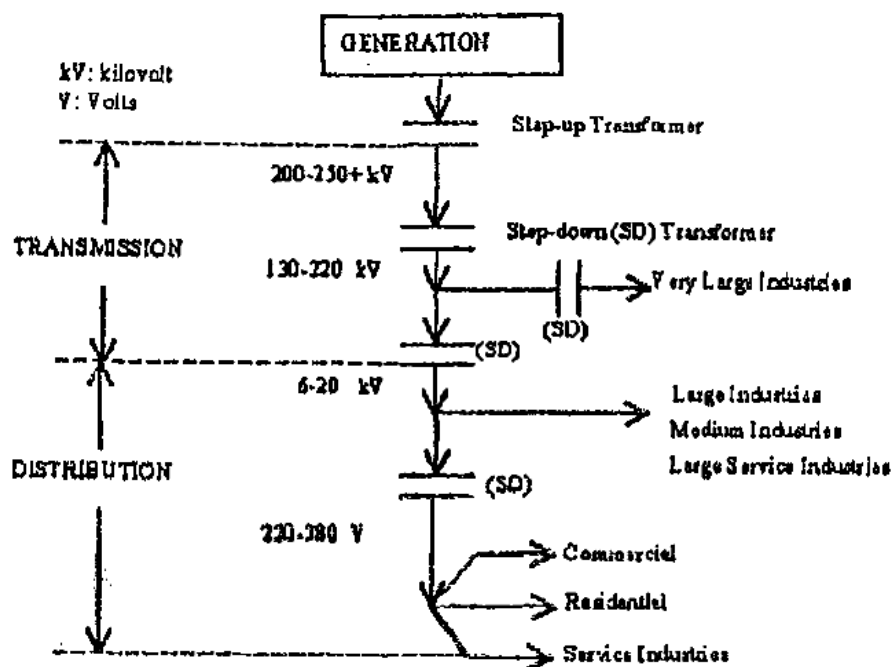 GENERATION
kV: kilovolt
V: Volts
Step-up Transformer
200-250+ kV
TRANSMISSION
Step-down (SD) Transformer
130-220 kV
Very Large Industries
(SD)
(SD)
6-20 kV
Large Industries
Medium Industries
Large Service Industries
DISTRIBUTION
(SD)
220-380 V
Commerciel
Residentiel
Service Industries